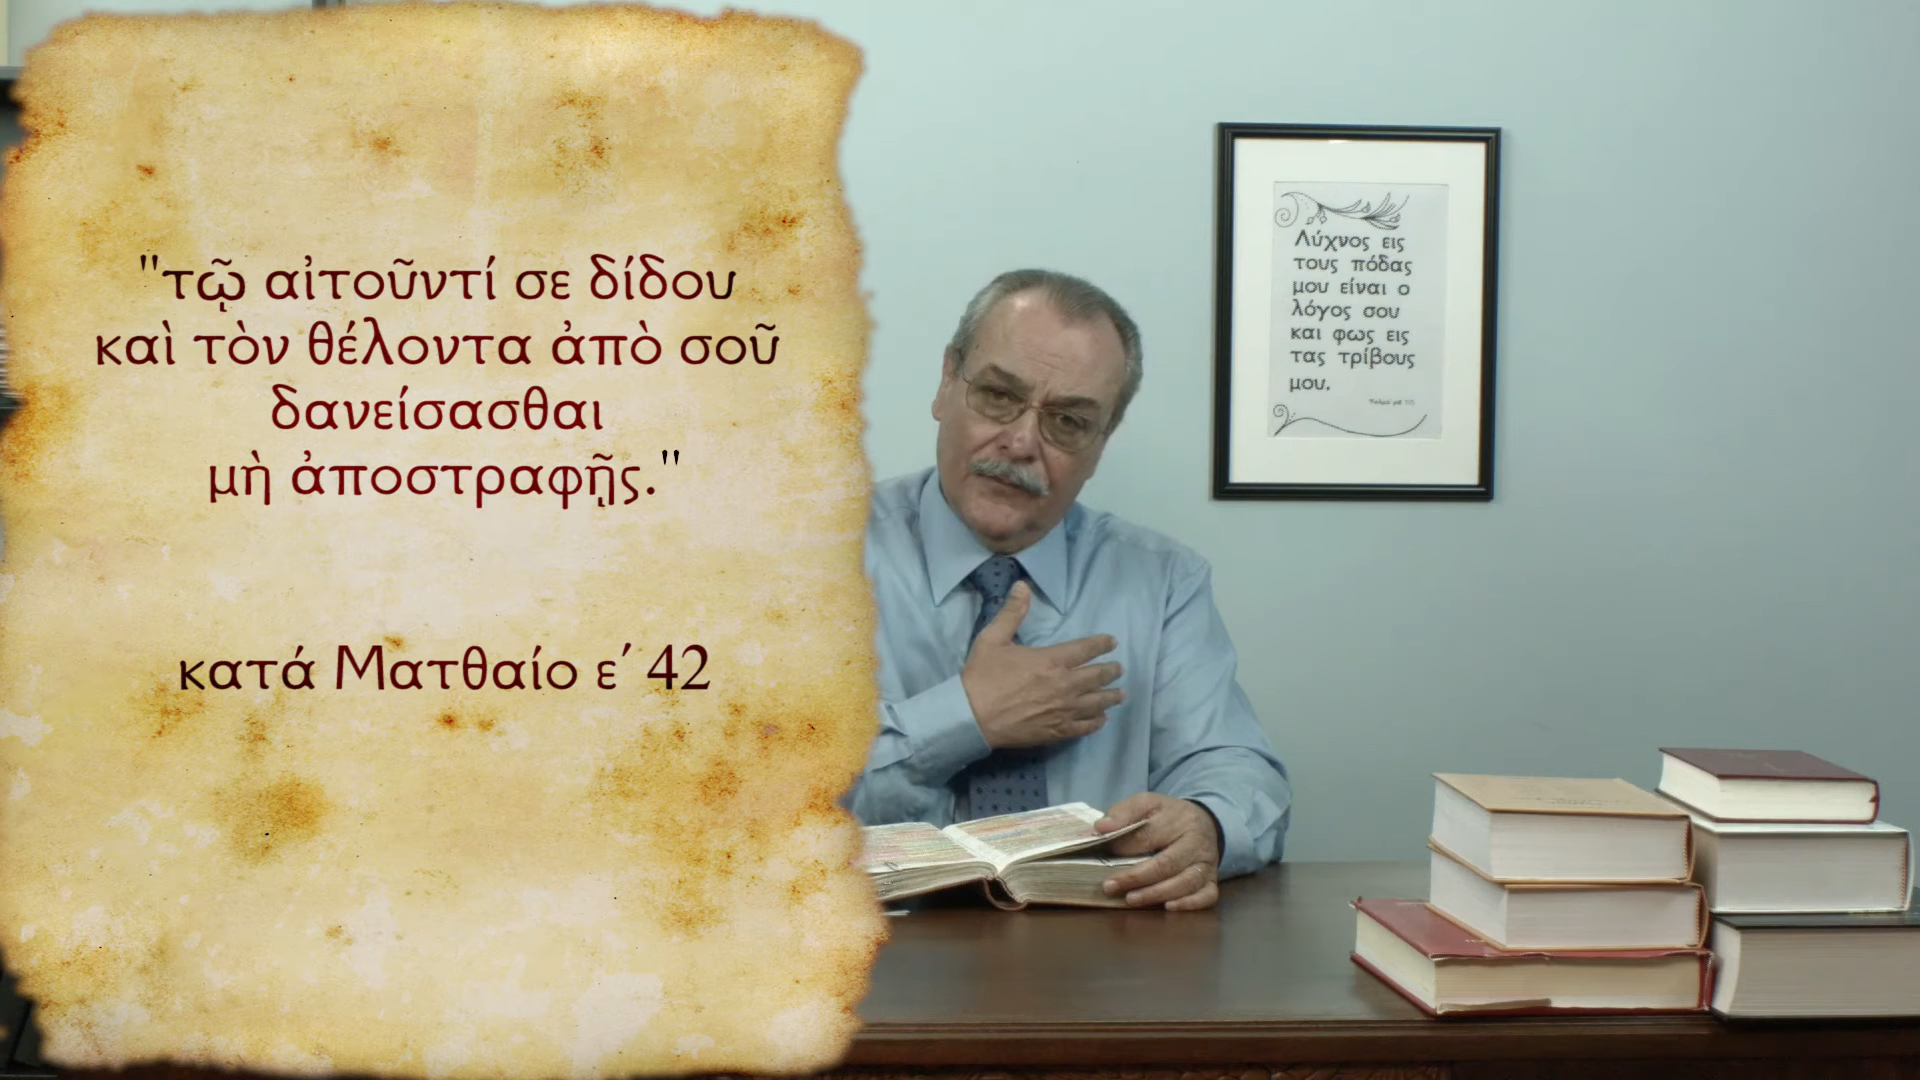 "τῷ αἰτοῦντί σε δίδου
καὶ τὸν θέλοντα ἀπὸ σοῦ
δανείσασθαι
μὴ ἀποστραφῇς."
κατά Ματθαίο ε΄ 42
Λύχνος εις
τους πόδας
μου είναι ο
λόγος σου
και φως εις
τας τρίβους
μου.